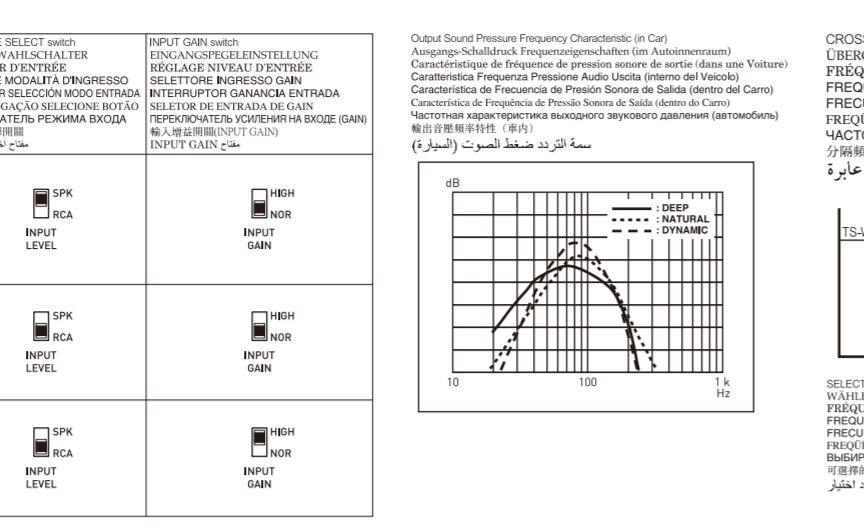 E SELECT switch
WAHLSCHALTER
R D'ENTRÉE
E MODALITÀ D'INGRESSO
R SELECCIÓN MODO ENTRADA
GAÇÃO SELECIONE BOTÃO
АТЕЛЬ РЕЖИМА ВХОДА
開關
INPUT GAIN switch
EINGANGSPEGELEINSTELLUNG
RÉGLAGE NIVEAU D'ENTRÉE
SELETTORE INGRESSO GAIN
INTERRUPTOR GANANCIA ENTRADA
SELETOR DE ENTRADA DE GAIN
ПЕРЕКЛЮЧАТЕЛЬ УСИЛЕНИЯ НА ВХОДЕ (GAIN)
輸入增益開關(INPUT GAIN)
مفتاح INPUT GAIN
SPK
RCA
INPUT
LEVEL
HIGH
NOR
INPUT
GAIN
SPK
RCA
INPUT
LEVEL
HIGH
NOR
INPUT
GAIN
SPK
RCA
INPUT
LEVEL
HIGH
NOR
INPUT
GAIN
Output Sound Pressure Frequency Characteristic (in Car)
Ausgangs-Schalldruck Frequenzeigenschaften (im Autoinnenraum)
Caractéristique de fréquence de pression sonore de sortie (dans une Voiture)
Caratteristica Frequenza Pressione Audio Uscita (interno del Veicolo)
Característica de Frecuencia de Presión Sonora de Salida (dentro del Carro)
Característica de Frequência de Pressão Sonora de Saída (dentro do Carro)
Частотная характеристика выходного звукового давления (автомобиль)
輸出音壓頻率特性（車內）
سمة التردد ضغط الصوت (السيارة)
dB
: DEEP
: NATURAL
: DYNAMIC
10 100 1 k
Hz
CROSS
ÜBERG
FRÉQ
FREQU
FRECU
FREQÜ
ЧАСТО
分隔頻
عابرة
TS-W
SELECT
WÄHLE
FRÉQU
FREQU
FRECU
FREQÜE
ВЫБИР
可選擇的
اختيار